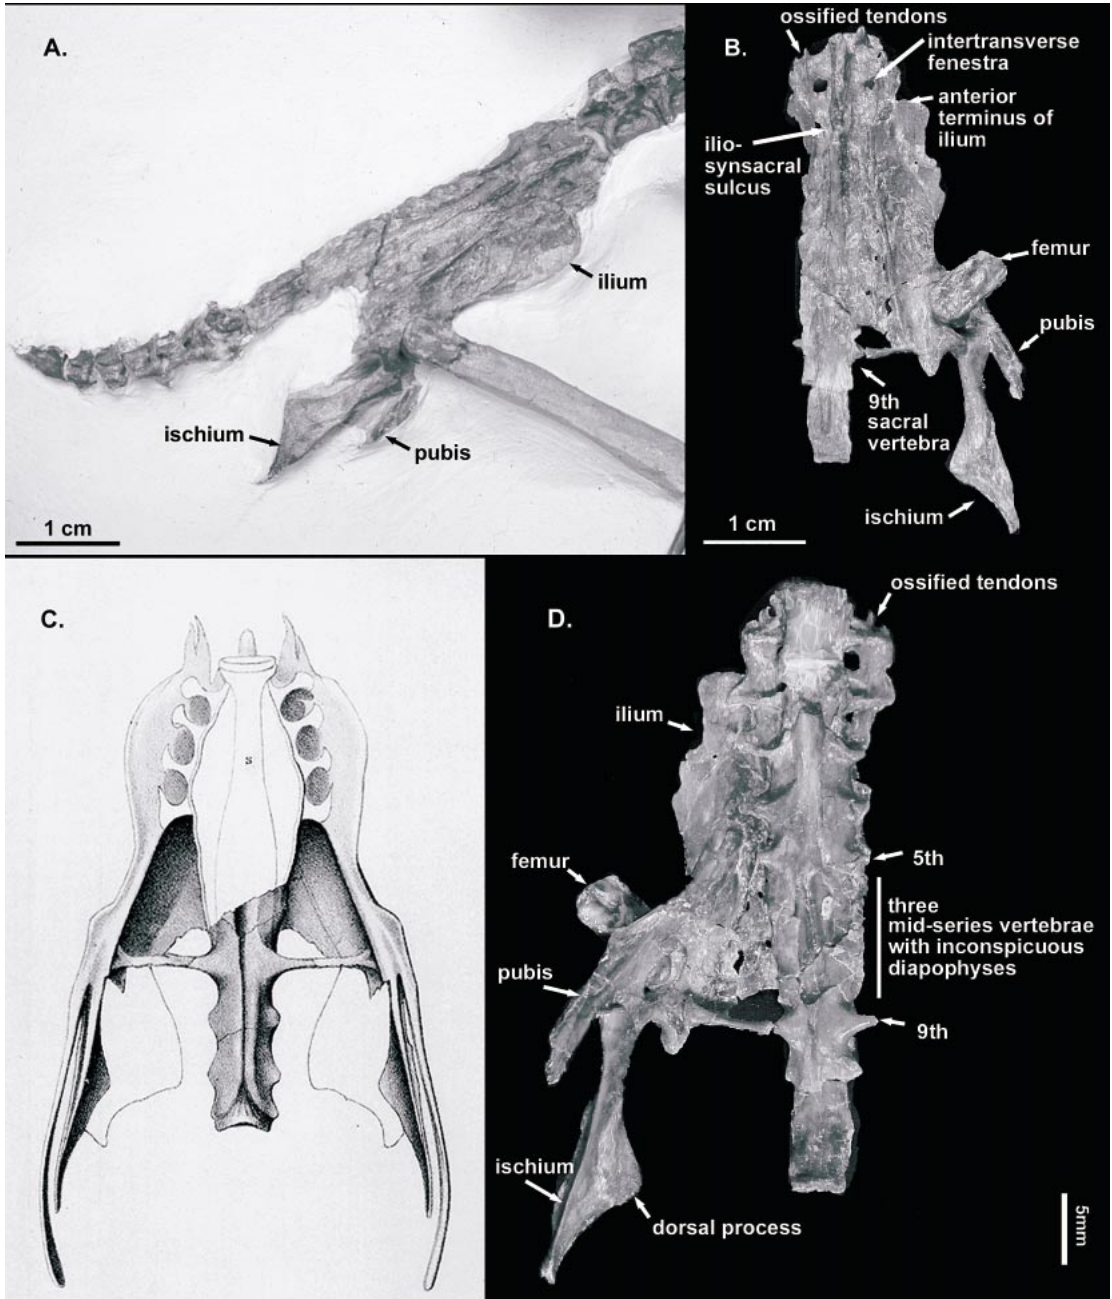 A.
ilium
ischium
pubis
1 cm
B.
ossified tendons
intertransverse
fenestra
anterior
terminus of
ilium
ilio-
synsacral
sulcus
femur
pubis
9th
sacral
vertebra
ischium
1 cm
C.
s
D.
ossified tendons
ilium
5th
femur
three
mid-series vertebrae
with inconspicuous
diapophyses
pubis
9th
ischium
dorsal process
5mm